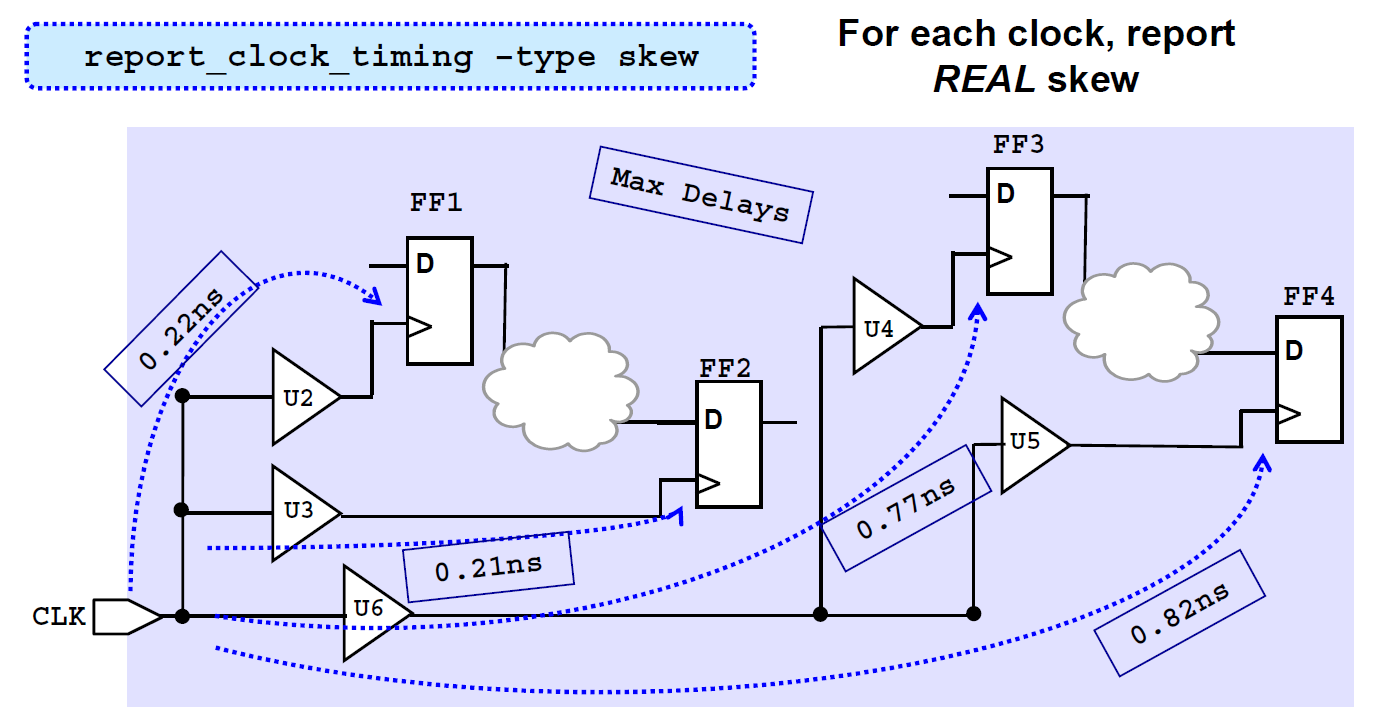 report_clock_timing -type skew
For each clock, report
REAL skew
Max Delays
FF3
D
FF1
D
0.22ns
U4
FF4
D
U2
FF2
D
U5
U3
0.77ns
0.21ns
U6
CLK
0.82ns